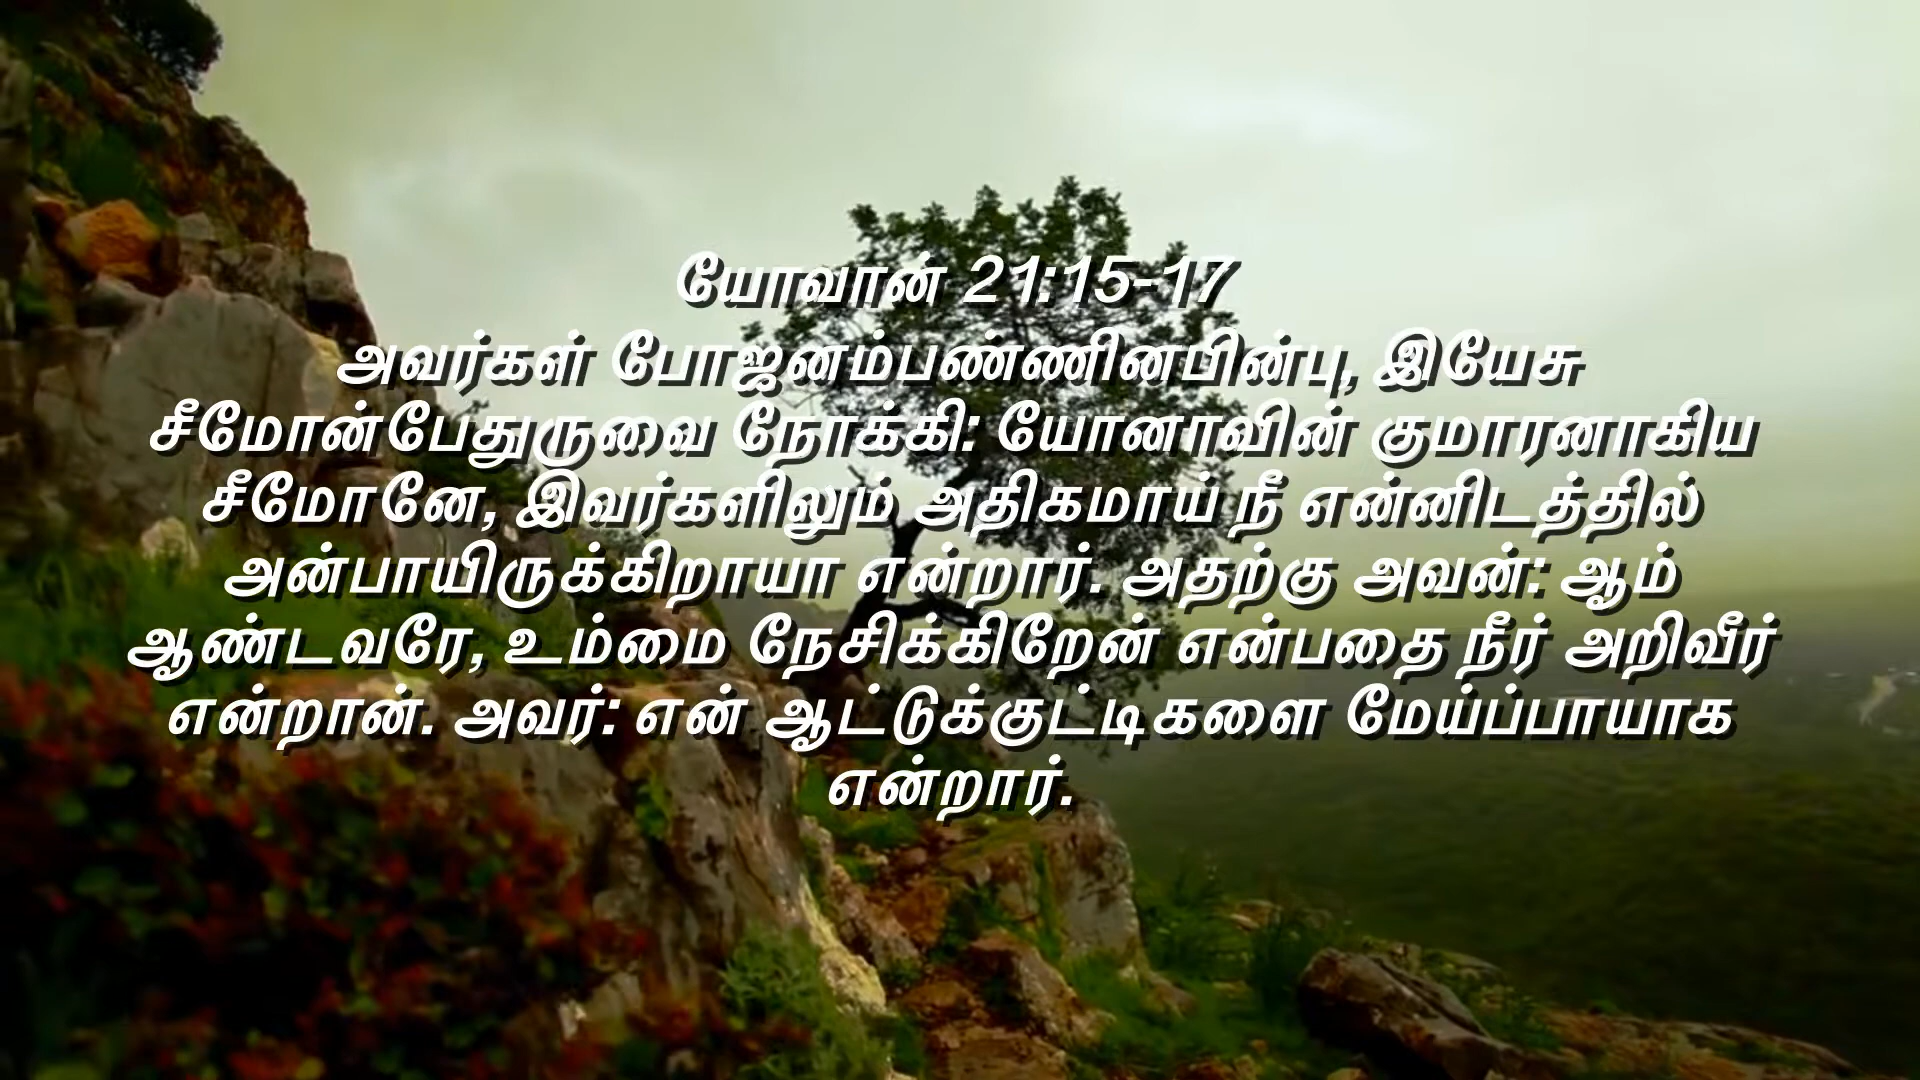 யோவான் 21:15-17
அவர்கள் போஜனம்பண்ணினபின்பு, இயேசு
சீமோன்பேதுருவை நோக்கி: யோனாவின் குமாரனாகிய
சீமோனே, இவர்களிலும் அதிகமாய் நீ என்னிடத்தில்
அன்பாயிருக்கிறாயா என்றார். அதற்கு அவன்: ஆம்
ஆண்டவரே, உம்மை நேசிக்கிறேன் என்பதை நீர் அறிவீர்
என்றான். அவர்: என் ஆட்டுக்குட்டிகளை மேய்ப்பாயாக
என்றார்.